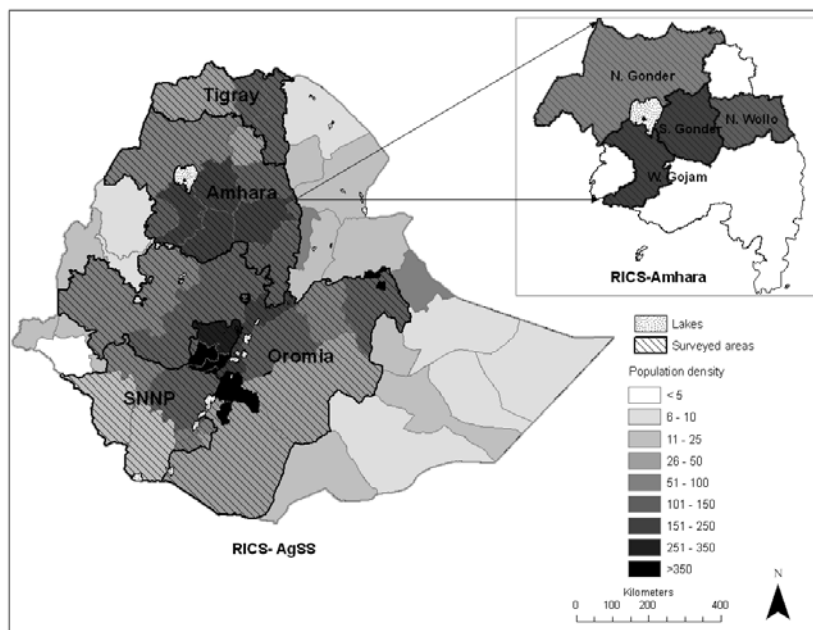 Tigray
Amhara
Oromia
SNNP
RICS- AgSS
N. Gonder
S. Gonder
N. Wollo
W. Gojam
RICS-Amhara
Lakes
Surveyed areas
Population density
< 5
6 - 10
11 - 25
26 - 50
51 - 100
101 - 150
151 - 250
251 - 350
>350
Kilometers
0 100 200 400
N